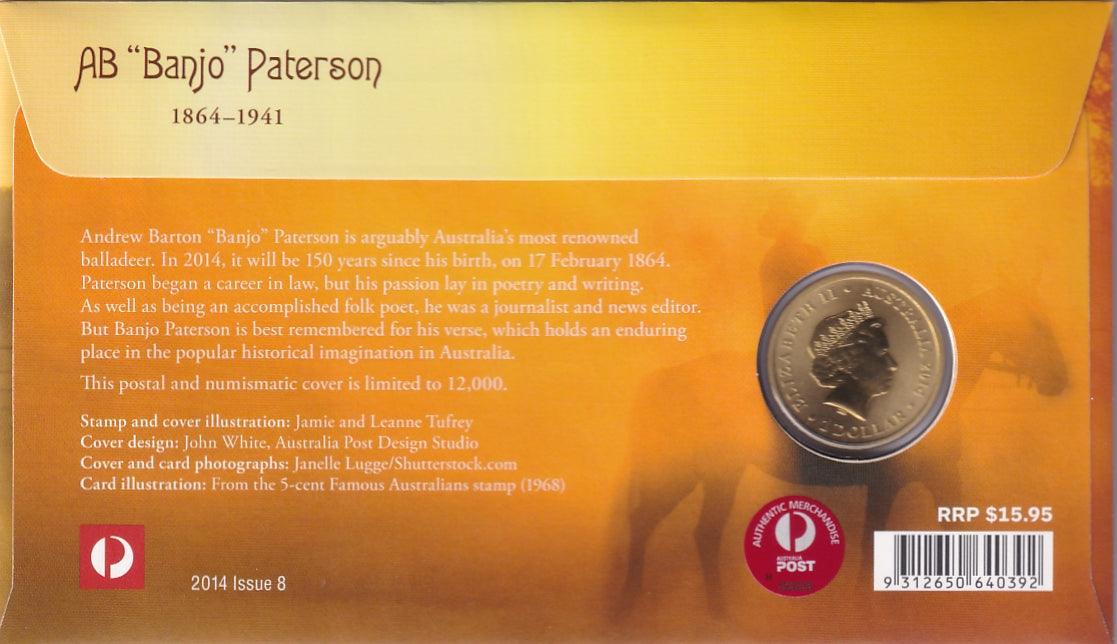 AB “Banjo” Paterson
1864–1941
Andrew Barton “Banjo” Paterson is arguably Australia’s most renowned
balladeer. In 2014, it will be 150 years since his birth, on 17 February 1864.
Paterson began a career in law, but his passion lay in poetry and writing.
As well as being an accomplished folk poet, he was a journalist and news editor.
But Banjo Paterson is best remembered for his verse, which holds an enduring
place in the popular historical imagination in Australia.
This postal and numismatic cover is limited to 12,000.
Stamp and cover illustration: Jamie and Leanne Tufrey
Cover design: John White, Australia Post Design Studio
Cover and card photographs: Janelle Lugge/Shutterstock.com
Card illustration: From the 5-cent Famous Australians stamp (1968)
ELIZABETH II • AUSTRALIA 2014
• 1 DOLLAR •
RRP $15.95
AUTHENTIC MERCHANDISE
AUSTRALIA
POST
9 312650 640392
2014 Issue 8